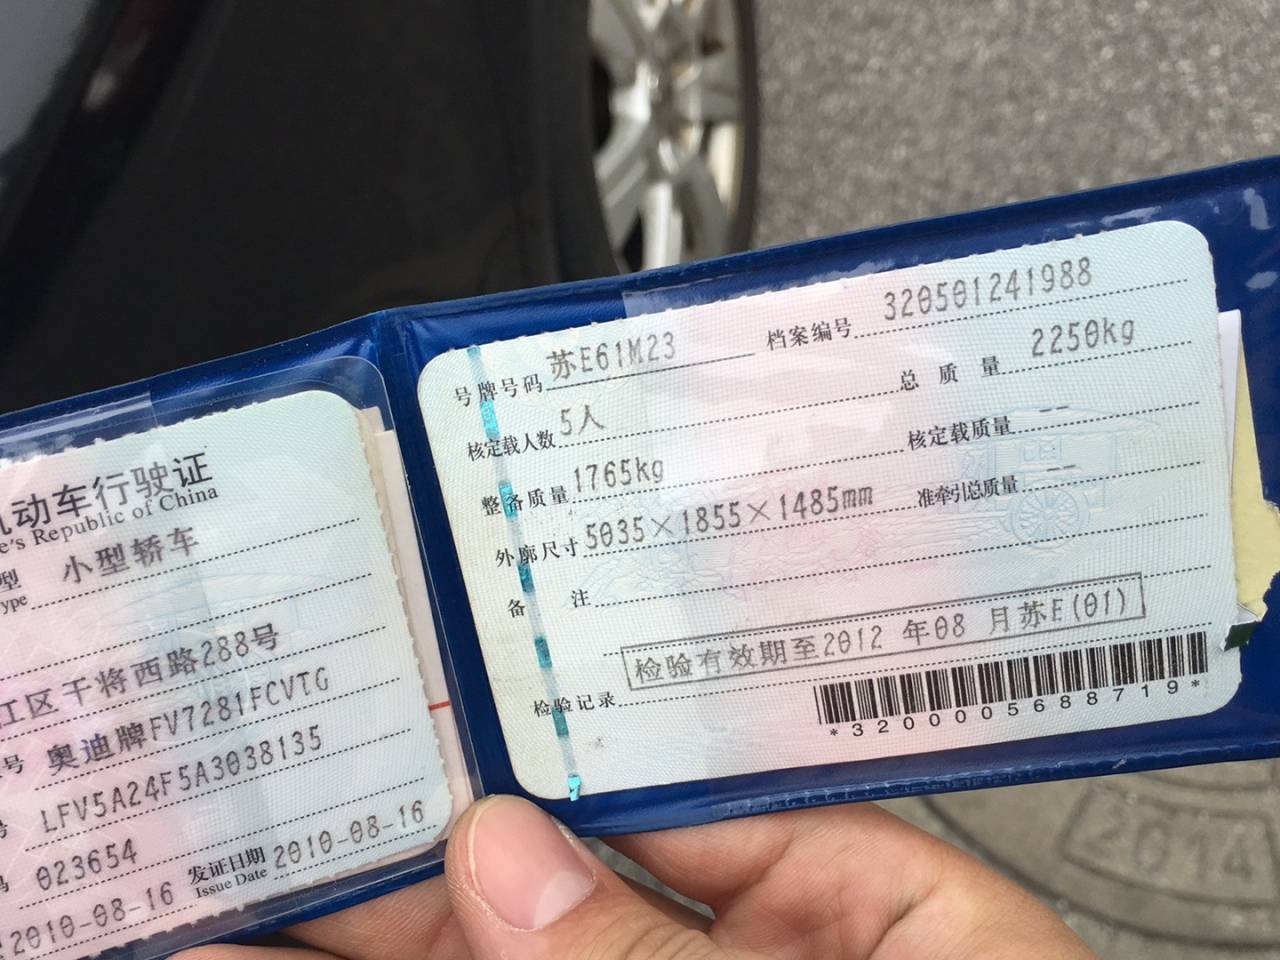 机动车行驶证
e's Republic of China
型 小型轿车
ype
江区干将西路288号
号 奥迪牌FV7281FCVTG
号 LFV5A24F5A3038135
码 023654
2010-08-16 发证日期 2010-08-16
Issue Date
号牌号码 苏E61M23 档案编号 320501241988
核定载人数 5人 总质量 2250kg
整备质量 1765kg 核定载质量 --
外廓尺寸 5035×1855×1485mm 准牵引总质量 --
备注
检验有效期至2012 年08 月苏E(01)
检验记录
*3200005688719*
2014